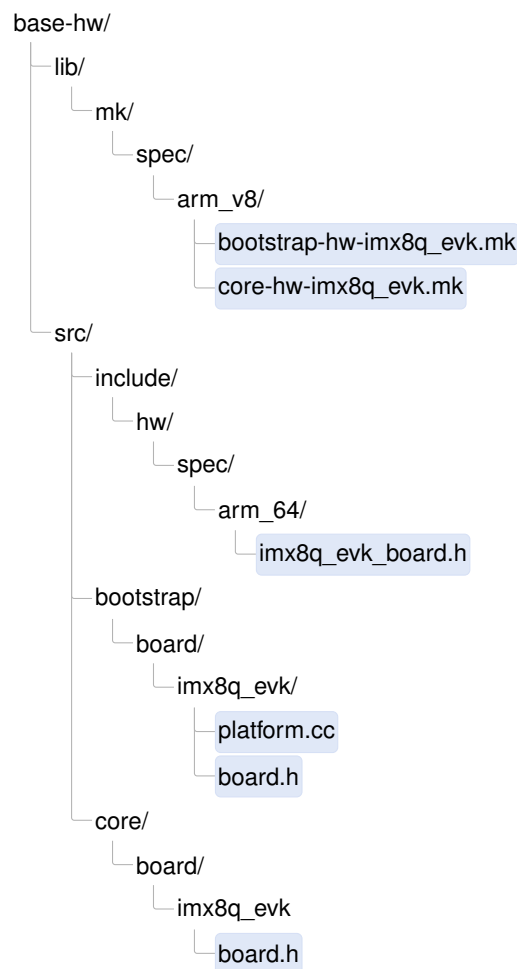 base-hw/
lib/
mk/
spec/
arm_v8/
bootstrap-hw-imx8q_evk.mk
core-hw-imx8q_evk.mk
src/
include/
hw/
spec/
arm_64/
imx8q_evk_board.h
bootstrap/
board/
imx8q_evk/
platform.cc
board.h
core/
board/
imx8q_evk
board.h